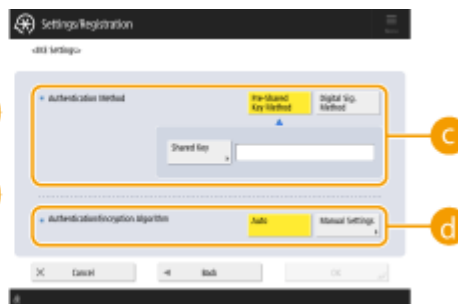 Settings/Registration
<IKE Settings>
Authentication Method
Pre-Shared
Key Method
Digital Sig.
Method
Shared Key
c
Authentication/Encryption Algorithm
Auto
Manual Settings
d
Cancel
Back
OK